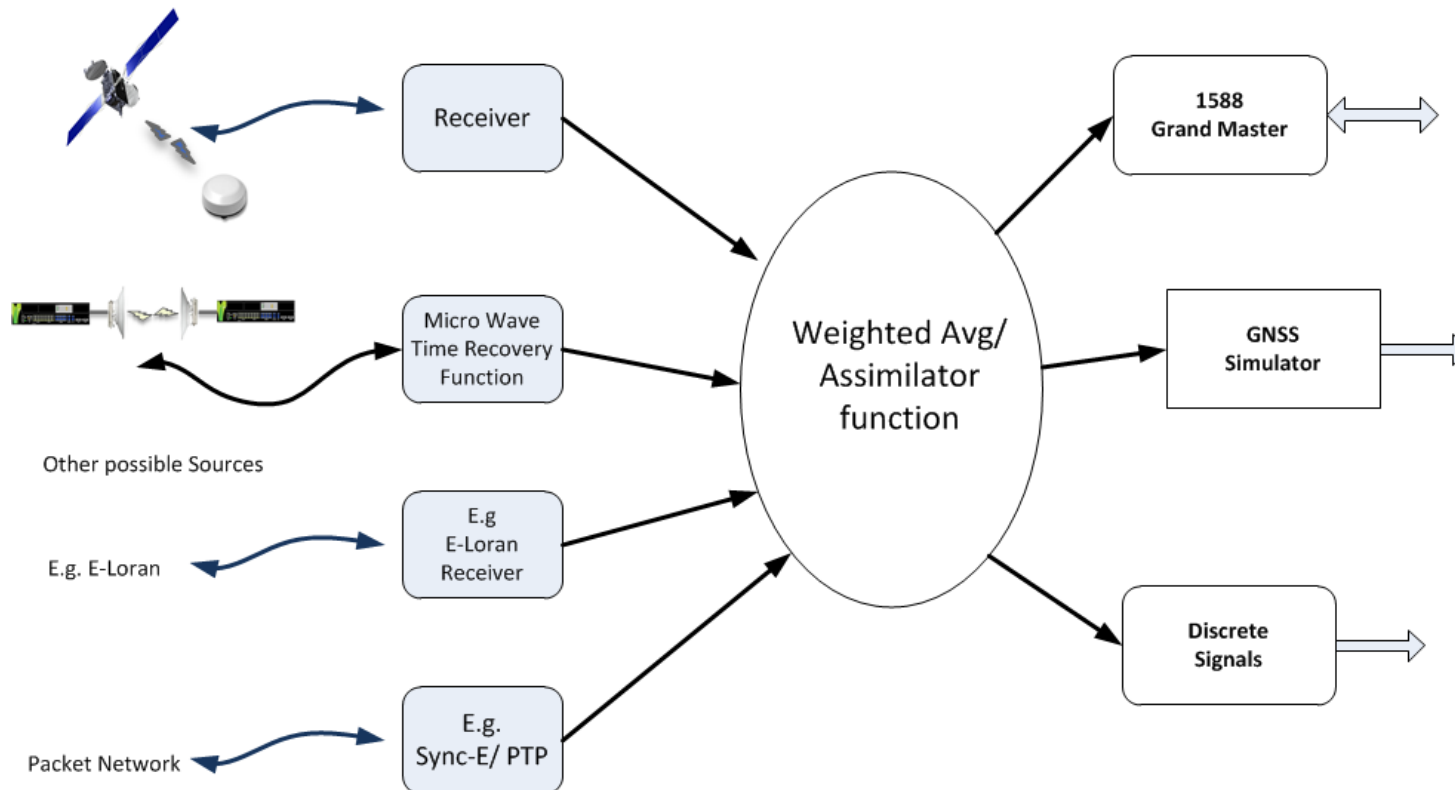 Receiver
Micro Wave
Time Recovery
Function
Other possible Sources
E.g. E-Loran
E.g
E-Loran
Receiver
Packet Network
E.g.
Sync-E/ PTP
Weighted Avg/
Assimilator
function
1588
Grand Master
GNSS
Simulator
Discrete
Signals